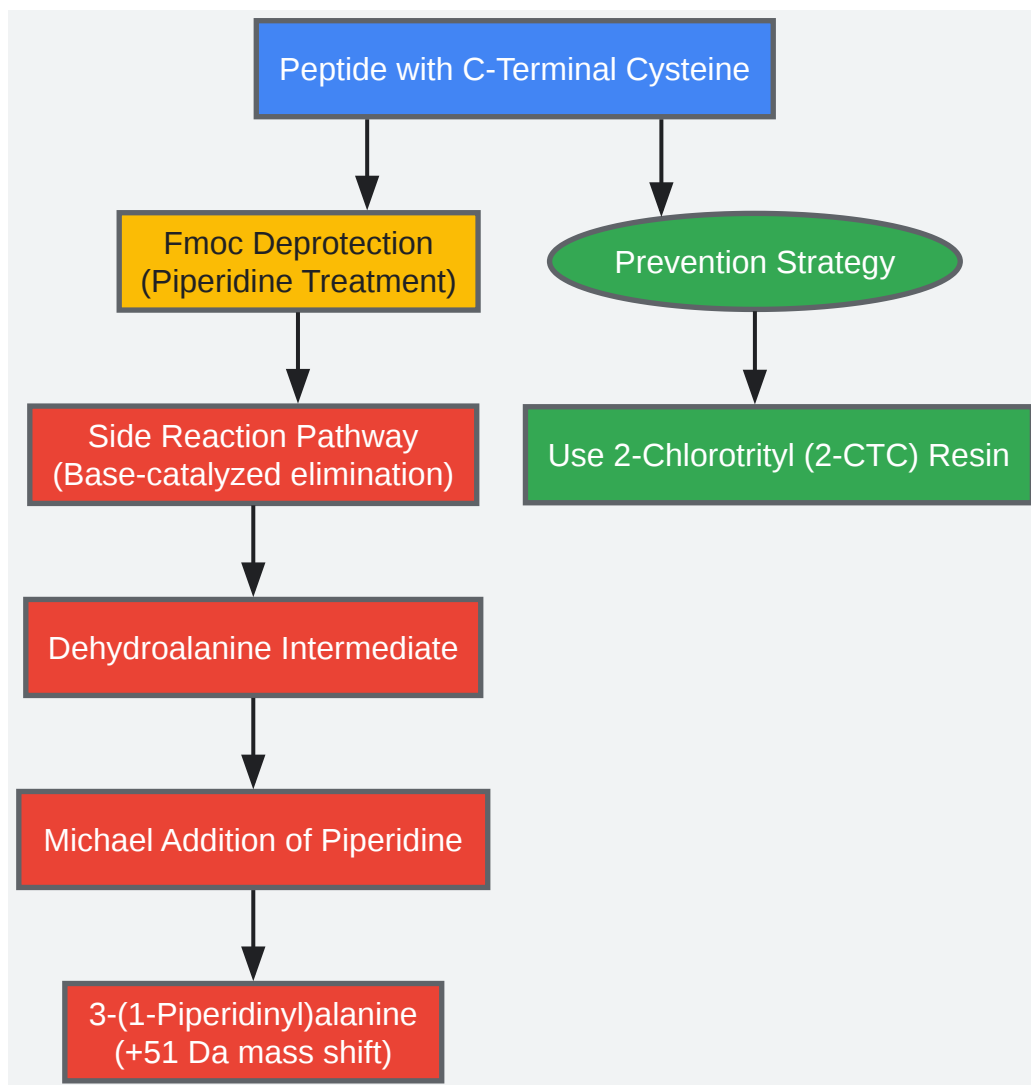 Peptide with C-Terminal Cysteine
Fmoc Deprotection
(Piperidine Treatment)
Prevention Strategy
Side Reaction Pathway
(Base-catalyzed elimination)
Use 2-Chlorotrityl (2-CTC) Resin
Dehydroalanine Intermediate
Michael Addition of Piperidine
3-(1-Piperidinyl)alanine
(+51 Da mass shift)